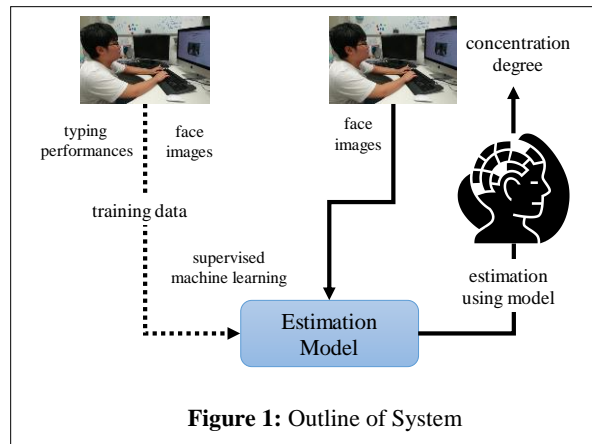 typing
performances
face
images
training data
supervised
machine learning
face
images
Estimation
Model
concentration
degree
estimation
using model
Figure 1: Outline of System